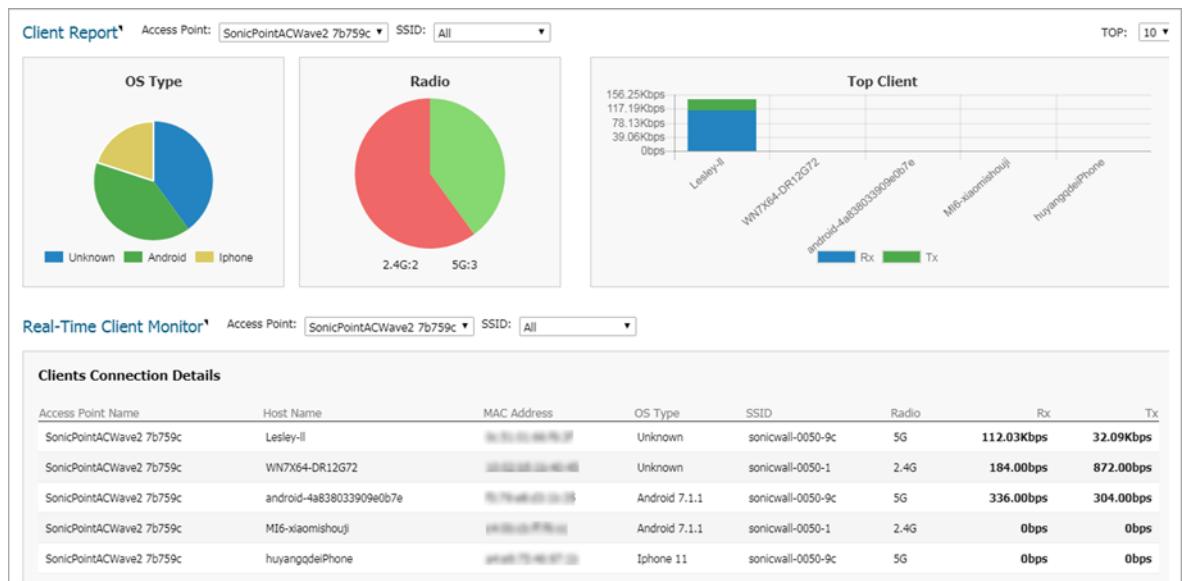 Client Report Access Point: SonicPointACWave2 7b759c SSID: All TOP: 10
OS Type
Unknown Android Iphone
Radio
2.4G:2 5G:3
Top Client
156.25Kbps
117.19Kbps
78.13Kbps
39.06Kbps
0bps
Lesley-ll
WN7X64-DR12G72
android-4a838033909e0b7e
MI6-xiaomishouji
huyangqdeiPhone
Rx Tx
Real-Time Client Monitor Access Point: SonicPointACWave2 7b759c SSID: All
Clients Connection Details
Access Point Name Host Name MAC Address OS Type SSID Radio Rx Tx
SonicPointACWave2 7b759c Lesley-ll Unknown sonicwall-0050-9c 5G 112.03Kbps 32.09Kbps
SonicPointACWave2 7b759c WN7X64-DR12G72 Unknown sonicwall-0050-1 2.4G 184.00bps 872.00bps
SonicPointACWave2 7b759c android-4a838033909e0b7e Android 7.1.1 sonicwall-0050-9c 5G 336.00bps 304.00bps
SonicPointACWave2 7b759c MI6-xiaomishouji Android 7.1.1 sonicwall-0050-1 2.4G 0bps 0bps
SonicPointACWave2 7b759c huyangqdeiPhone Iphone 11 sonicwall-0050-9c 5G 0bps 0bps